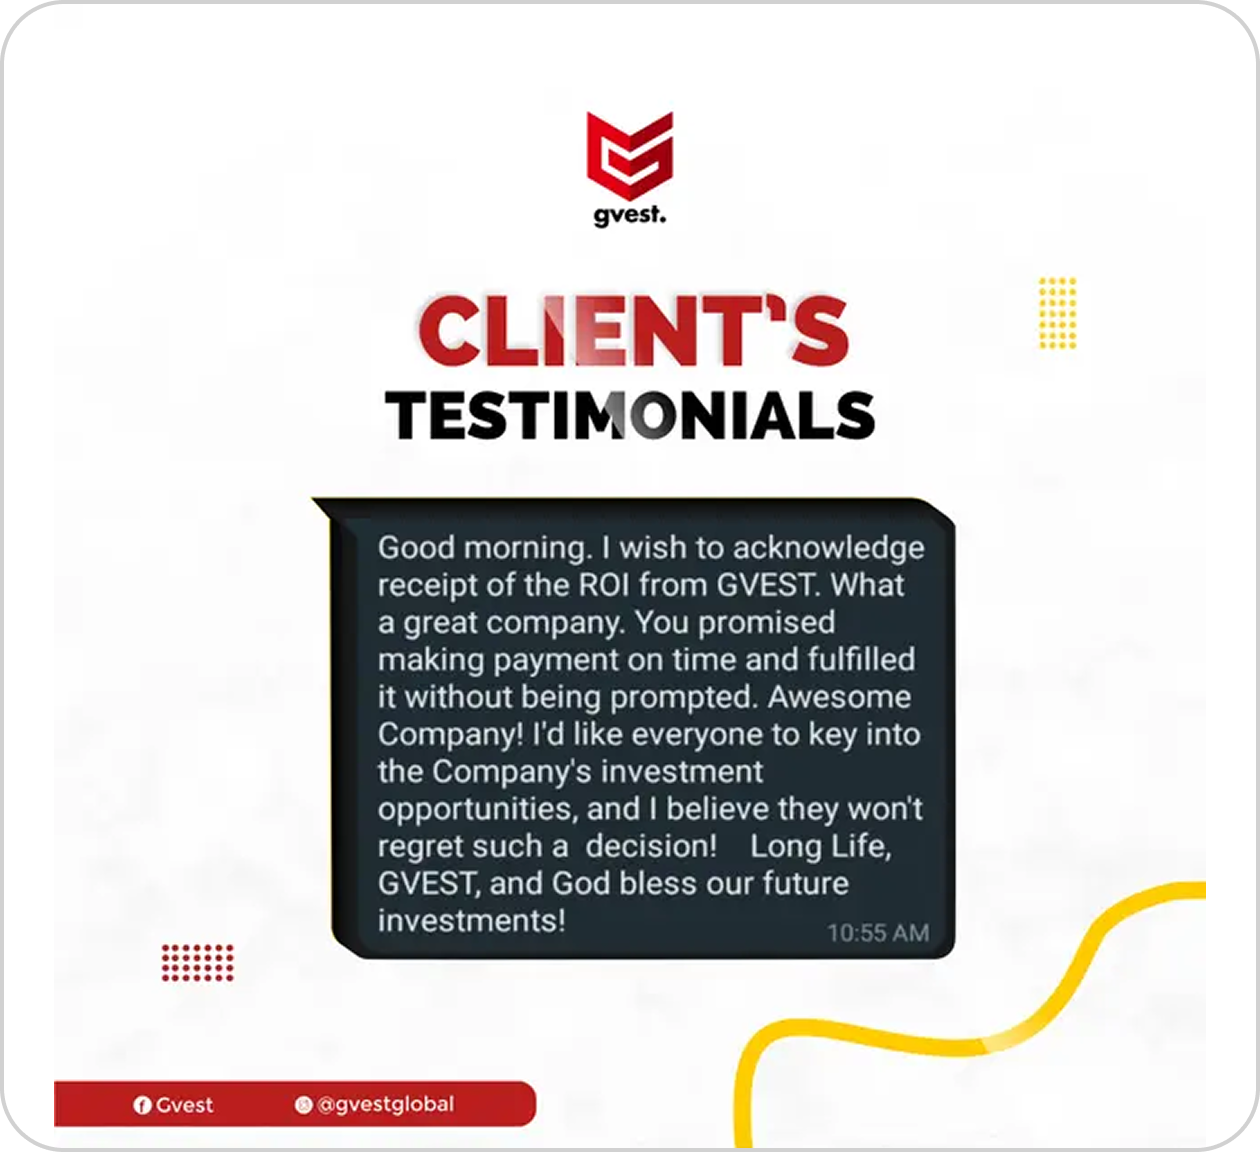 gvest.
CLIENT'S
TESTIMONIALS
Good morning. I wish to acknowledge
receipt of the ROI from GVEST. What
a great company. You promised
making payment on time and fulfilled
it without being prompted. Awesome
Company! I'd like everyone to key into
the Company's investment
opportunities, and I believe they won't
regret such a  decision!    Long Life,
GVEST, and God bless our future
investments!
10:55 AM
Gvest
@gvestglobal